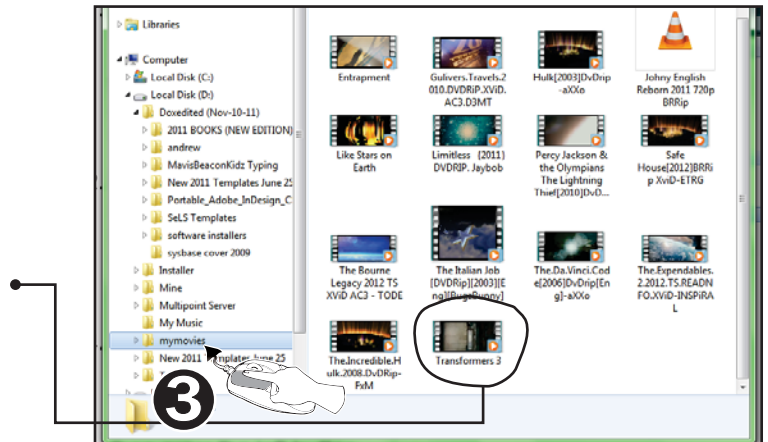 Libraries
Computer
Local Disk (C:)
Local Disk (D:)
Doxedited (Nov-10-11)
2011 BOOKS (NEW EDITION)
andrew
MavisBeaconKidz Typing
New 2011 Templates June 25
Portable_Adobe_InDesign_C
SeLS Templates
software installers
sysbase cover 2009
Installer
Mine
Multipoint Server
My Music
mymovies
New 2011 Templates June 25
3
Entrapment
Gulivers.Travels.2
010.DVDRiP.XViD.
AC3.D3MT
Hulk[2003]DvDrip
-aXXo
Johny English
Reborn 2011 720p
BRRip
Like Stars on
Earth
Limitless (2011)
DVDRIP. Jaybob
Percy Jackson &
the Olympians
The Lightning
Thief[2010]DvD...
Safe
House[2012]BRRi
p XviD-ETRG
The Bourne
Legacy 2012 TS
XViD AC3 - TODE
The Italian Job
[DVDRip][2003][E
ng][BugzBunny]
The.Da.Vinci.Cod
e[2006]DvDrip[En
g]-aXXo
The.Expendables.
2.2012.TS.READN
FO.XViD-INSPiRA
L
The.Incredible.H
ulk.2008.DvDRip-
FxM
Transformers 3